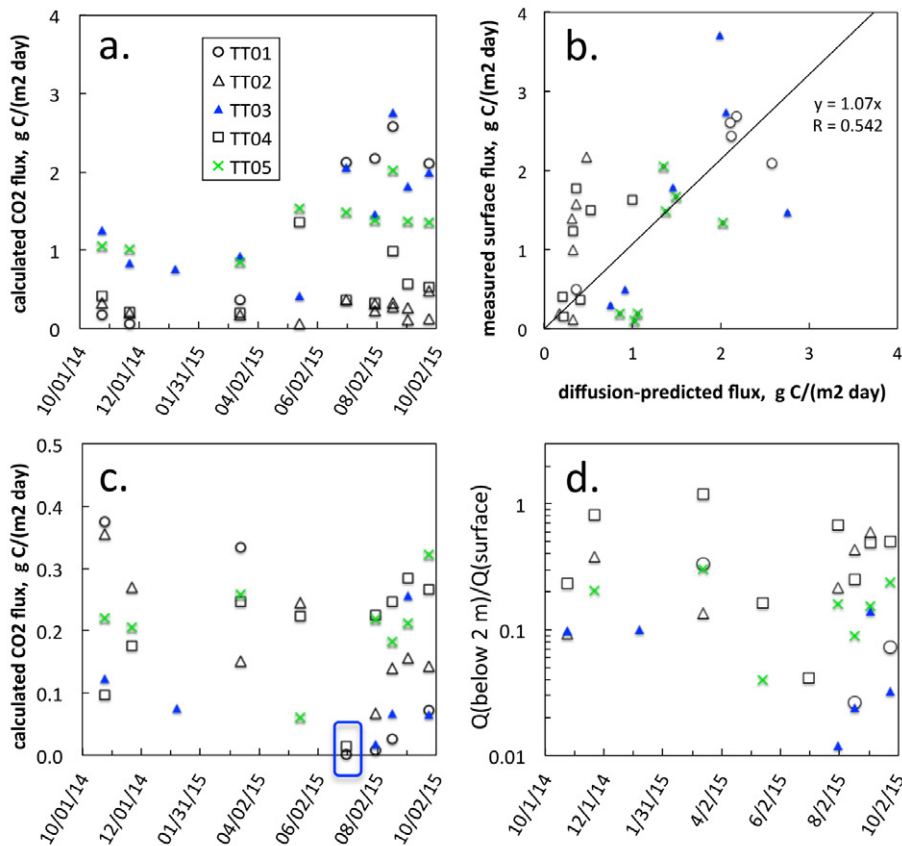 a.
calculated CO2 flux, g C/(m2 day)
4
3
2
1
0
TT01
TT02
TT03
TT04
TT05
10/01/14
12/01/14
01/31/15
04/02/15
06/02/15
08/02/15
10/02/15
b.
measured surface flux, g C/(m2 day)
4
3
2
1
0
y = 1.07x
R = 0.542
0
1
2
3
4
diffusion-predicted flux, g C/(m2 day)
c.
calculated CO2 flux, g C/(m2 day)
0.5
0.4
0.3
0.2
0.1
0.0
10/01/14
12/01/14
01/31/15
04/02/15
06/02/15
08/02/15
10/02/15
d.
Q(below 2 m)/Q(surface)
1
0.1
0.01
10/1/14
12/1/14
1/31/15
4/2/15
6/2/15
8/2/15
10/2/15